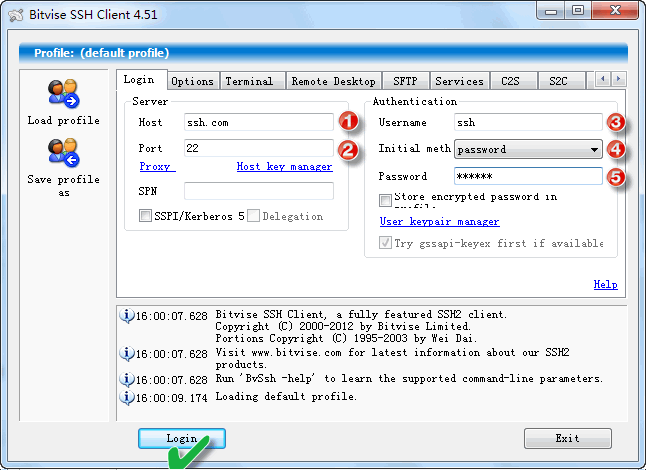 Bitvise SSH Client 4.51
Profile: (default profile)
Load profile
Save profile
as
Login
Options
Terminal
Remote Desktop
SFTP
Services
C2S
S2C
Server
Host
ssh.com
1
Port
22
2
Proxy
Host key manager
SPN
SSPI/Kerberos 5
Delegation
Authentication
Username
ssh
3
Initial meth
password
4
Password
******
5
Store encrypted password in
User keypair manager
Try gssapi-keyex first if available
Help
16:00:07.628 Bitvise SSH Client, a fully featured SSH2 client.
Copyright (C) 2000-2012 by Bitvise Limited.
Portions Copyright (C) 1995-2003 by Wei Dai.
16:00:07.628 Visit www.bitvise.com for latest information about our SSH2
products.
16:00:07.628 Run 'BvSsh -help' to learn the supported command-line parameters.
16:00:09.174 Loading default profile.
Login
Exit